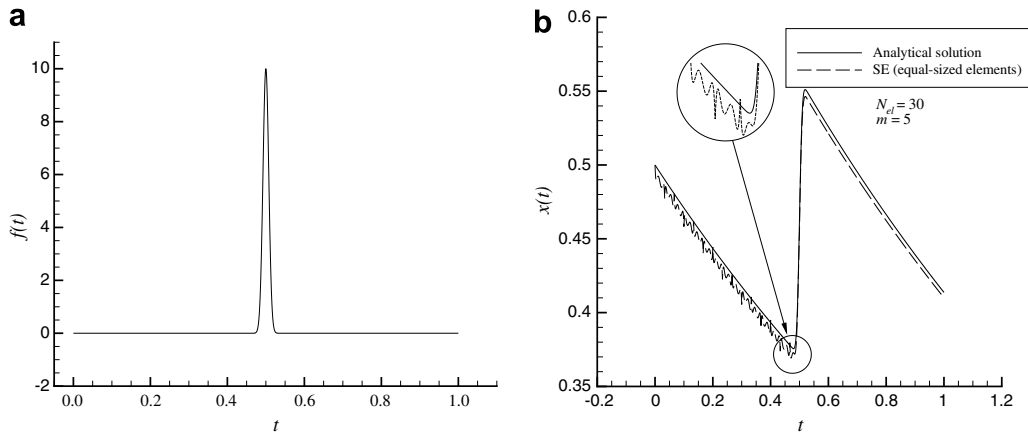 a
f(t)
10
8
6
4
2
0
-2
0.0 0.2 0.4 0.6 0.8 1.0
t
b
x(t)
0.6
0.55
0.5
0.45
0.4
0.35
-0.2 0 0.2 0.4 0.6 0.8 1 1.2
t
Analytical solution
SE (equal-sized elements)
N_el = 30
m = 5